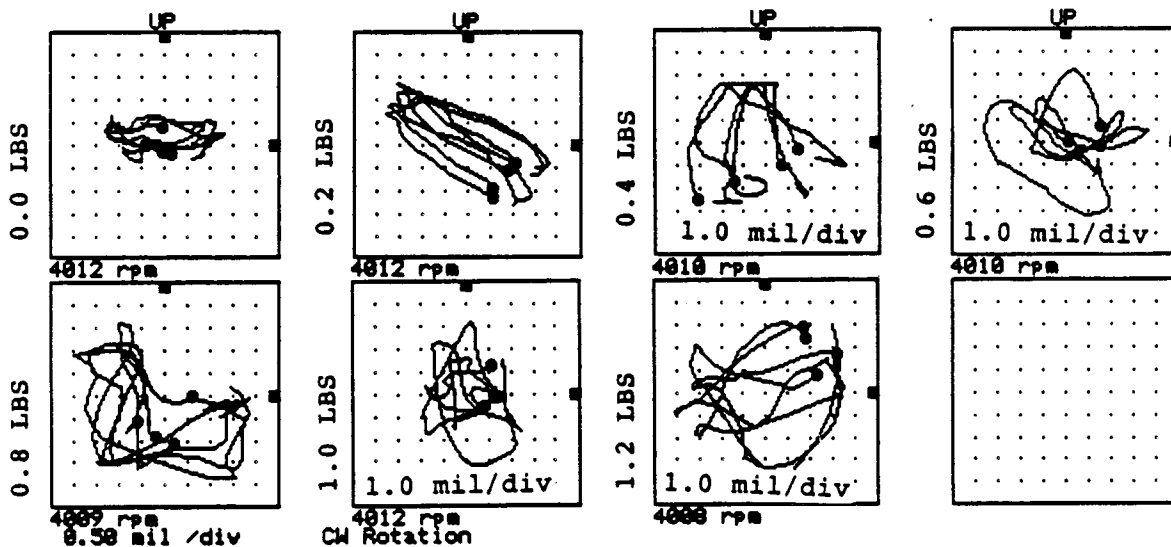 UP UP UP UP
0.0 LBS 0.2 LBS 0.4 LBS 0.6 LBS
1.0 mil/div 1.0 mil/div
4012 rpm 4012 rpm 4010 rpm 4010 rpm
0.8 LBS 1.0 LBS 1.2 LBS
1.0 mil/div 1.0 mil/div
4009 rpm 4012 rpm 4008 rpm
0.50 mil /div CW Rotation